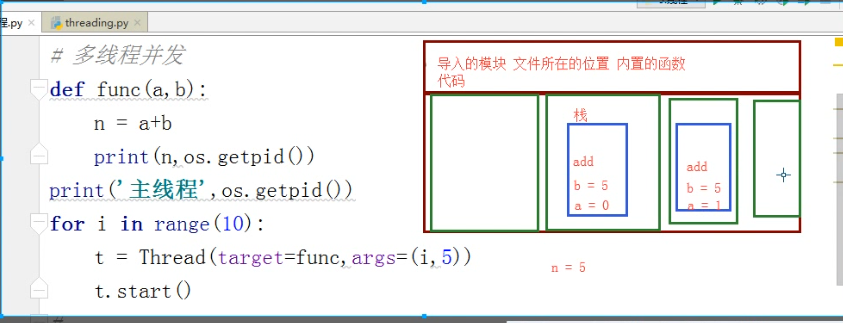 程.py
threading.py
# 多线程并发
def func(a,b):
n = a+b
print(n,os.getpid())
print('主线程',os.getpid())
for i in range(10):
t = Thread(target=func,args=(i,5))
t.start()
#
导入的模块 文件所在的位置 内置的函数
代码
栈
add
b = 5
a = 0
add
b = 5
a = 1
n = 5